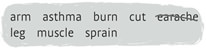 arm asthma burn cut earache
leg muscle sprain